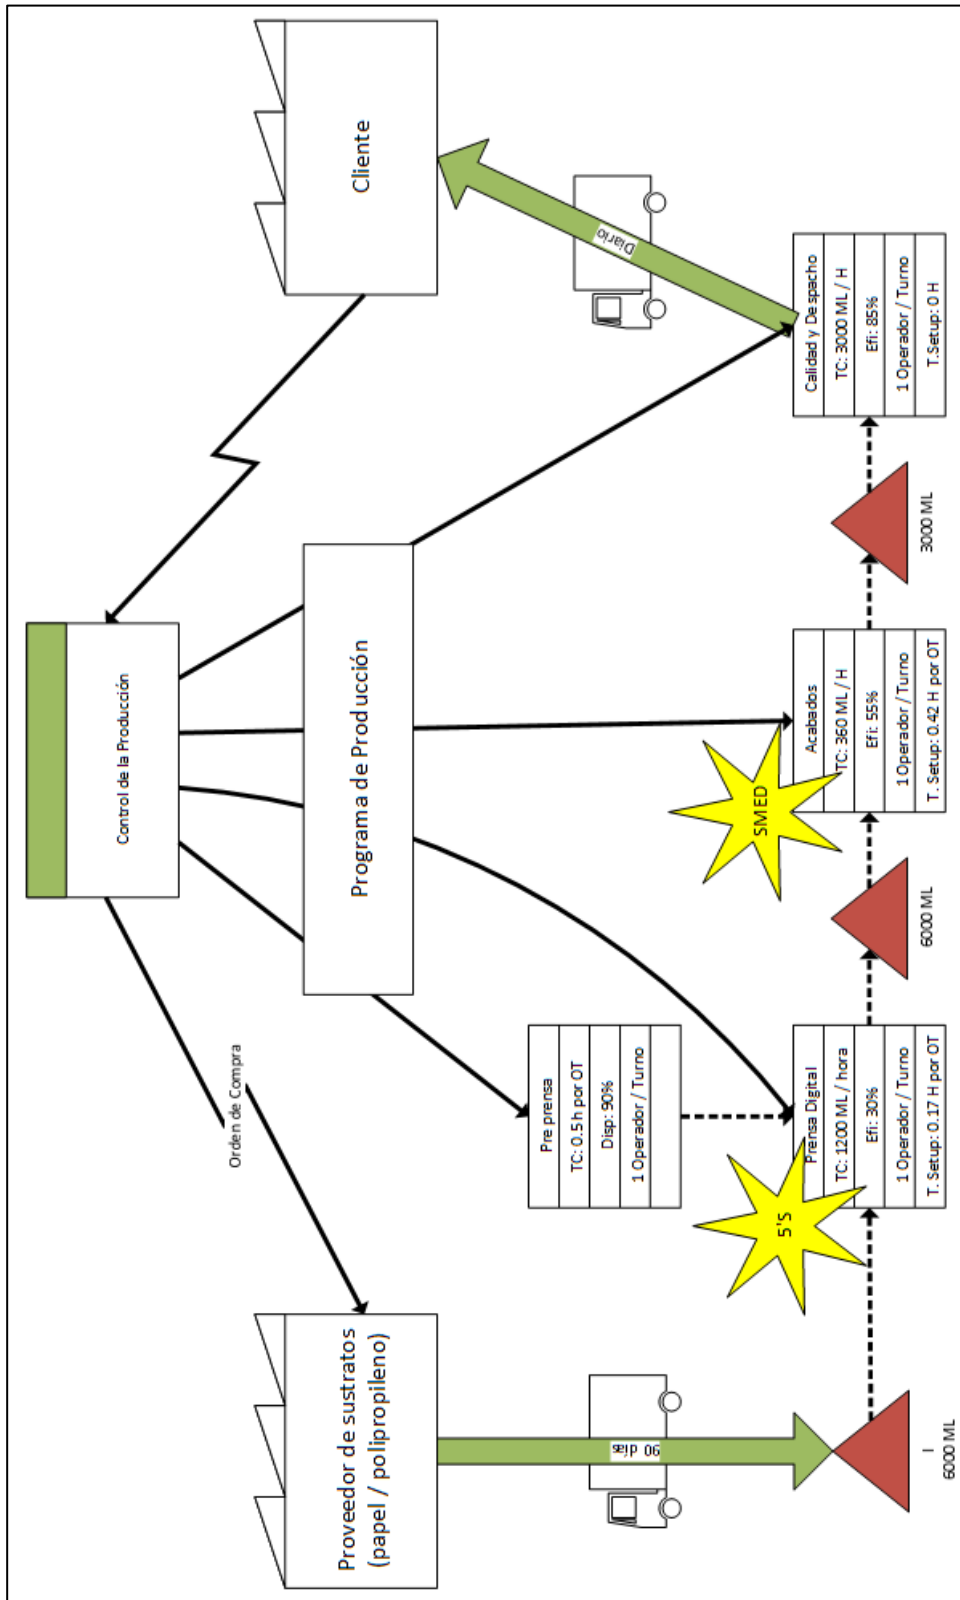 Control de la Producción
Orden de Compra
Proveedor de sustratos
(papel / polipropileno)
Cliente
Programa de Producción
90 días
Diario
Pre prensa
TC: 0.5 h por OT
Disp: 90%
1 Operador / Turno
I
6000 ML
5'S
Prensa Digital
TC: 1200 ML / hora
Efi: 30%
1 Operador / Turno
T. Setup: 0.17 H por OT
6000 ML
SMED
Acabados
TC: 360 ML / H
Efi: 55%
1 Operador / Turno
T. Setup: 0.42 H por OT
3000 ML
Calidad y Despacho
TC: 3000 ML / H
Efi: 85%
1 Operador / Turno
T.Setup: 0 H